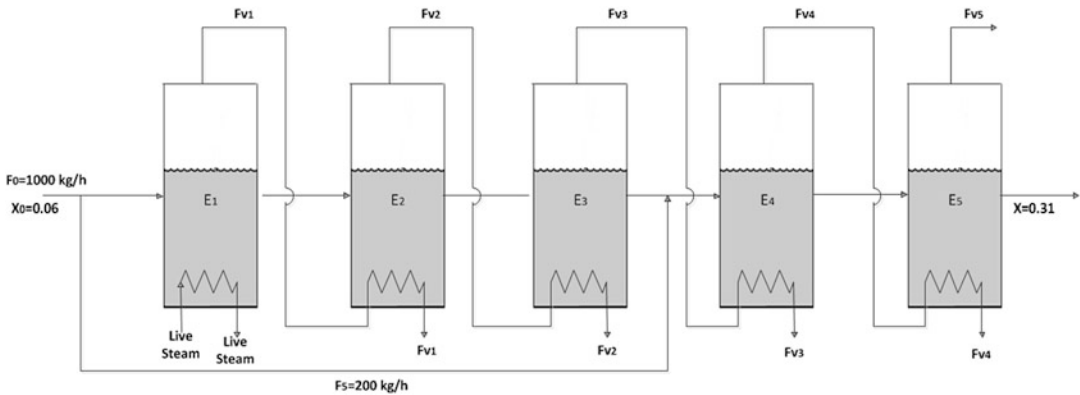 Fv1 Fv2 Fv3 Fv4 Fv5
F0=1000 kg/h
X0=0.06
E1 E2 E3 E4 E5
X=0.31
Live
Steam
Live
Steam
Fv1 Fv2 Fv3 Fv4
F5=200 kg/h